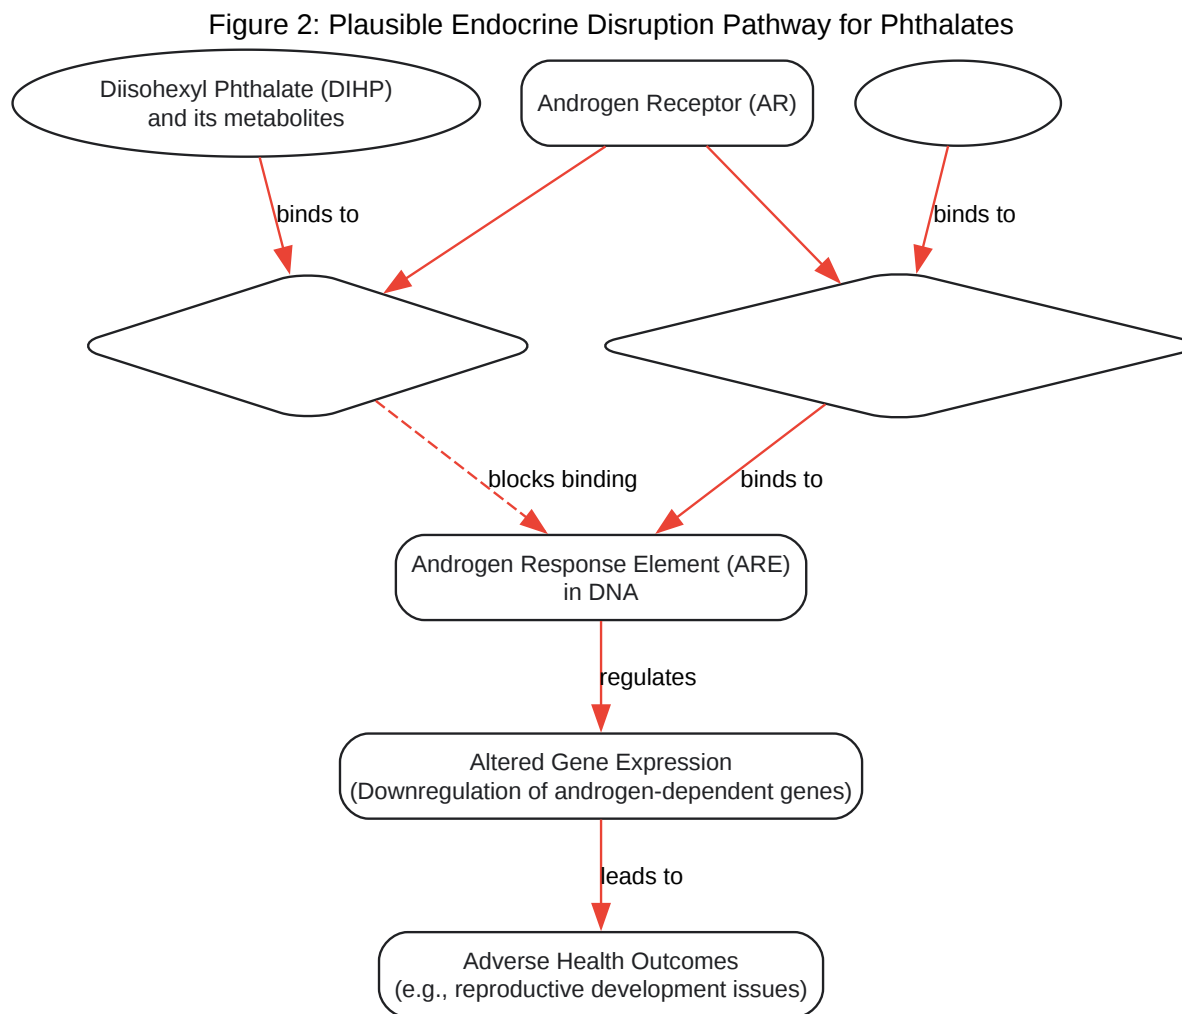 Figure 2: Plausible Endocrine Disruption Pathway for Phthalates
Diisohexyl Phthalate (DIHP)
and its metabolites
Androgen Receptor (AR)
binds to
binds to
blocks binding
binds to
Androgen Response Element (ARE)
in DNA
regulates
Altered Gene Expression
(Downregulation of androgen-dependent genes)
leads to
Adverse Health Outcomes
(e.g., reproductive development issues)